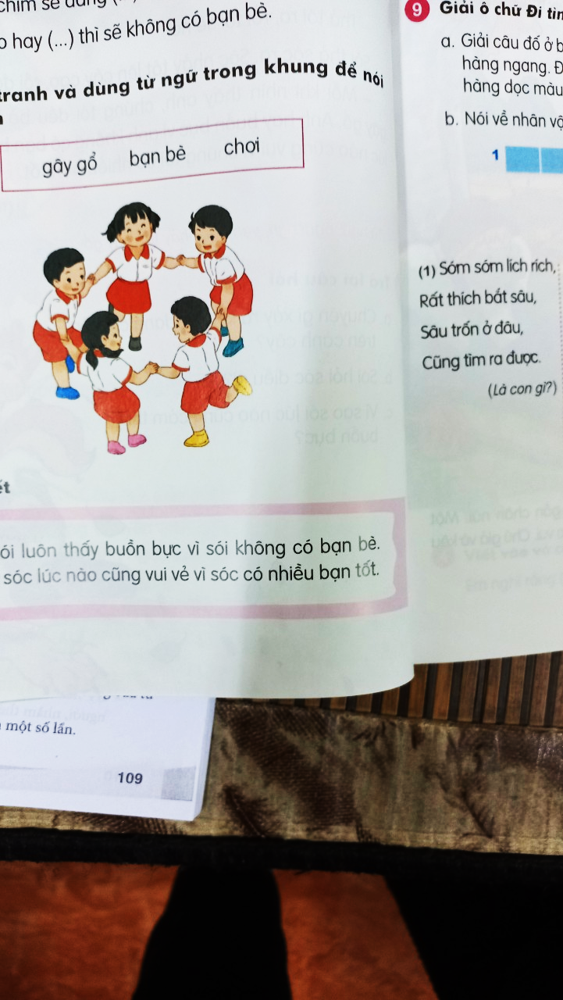 hay (...) thì sẽ không có bạn bè.
tranh và dùng từ ngữ trong khung để nói
gây gổ bạn bè chơi
luôn thấy buồn bực vì sói không có bạn bè.
sóc lúc nào cũng vui vẻ vì sóc có nhiều bạn tốt.
một số lần.
109
9 Giải ô chữ Đi
a. Giải câu đố ở
hàng ngang.
hàng dọc màu
b. Nói về nhân
1
(1) Sớm sớm lích rích,
Rất thích bắt sâu,
Sâu trốn ở đâu,
Cũng tìm ra được.
(Là con gì?)